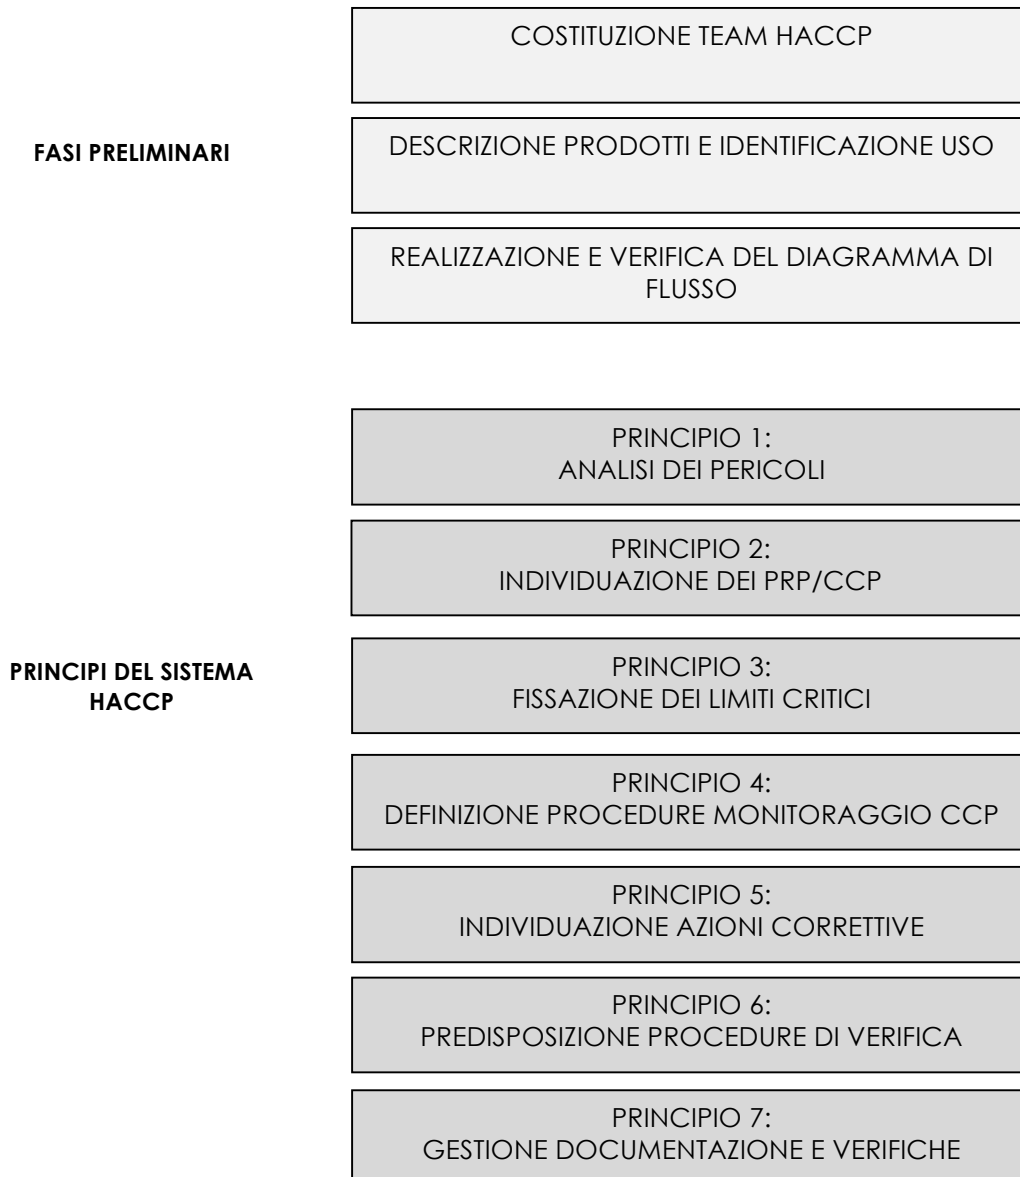 COSTITUZIONE TEAM HACCP
FASI PRELIMINARI
DESCRIZIONE PRODOTTI E IDENTIFICAZIONE USO
REALIZZAZIONE E VERIFICA DEL DIAGRAMMA DI
FLUSSO
PRINCIPIO 1:
ANALISI DEI PERICOLI
PRINCIPIO 2:
INDIVIDUAZIONE DEI PRP/CCP
PRINCIPI DEL SISTEMA
HACCP
PRINCIPIO 3:
FISSAZIONE DEI LIMITI CRITICI
PRINCIPIO 4:
DEFINIZIONE PROCEDURE MONITORAGGIO CCP
PRINCIPIO 5:
INDIVIDUAZIONE AZIONI CORRETTIVE
PRINCIPIO 6:
PREDISPOSIZIONE PROCEDURE DI VERIFICA
PRINCIPIO 7:
GESTIONE DOCUMENTAZIONE E VERIFICHE